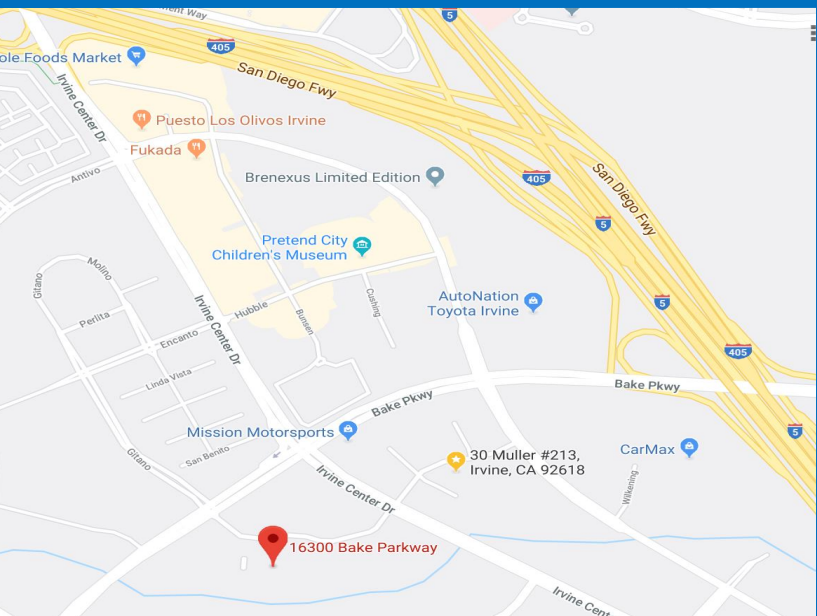 ent Way
5
405
ole Foods Market
San Diego Fwy
Irvine Center Dr
Puesto Los Olivos Irvine
Fukada
Antivo
Brenexus Limited Edition
405
San Diego Fwy
5
Pretend City
Children's Museum
Molino
Gitano
Perlita
Irvine Center Dr
Hubble
Bunsen
Cushing
AutoNation
Toyota Irvine
5
Encanto
405
Linda Vista
Bake Pkwy
Bake Pkwy
Mission Motorsports
5
San Benito
Gitano
30 Muller #213,
Irvine, CA 92618
CarMax
Irvine Center Dr
Wilkening
16300 Bake Parkway
Irvine Cent